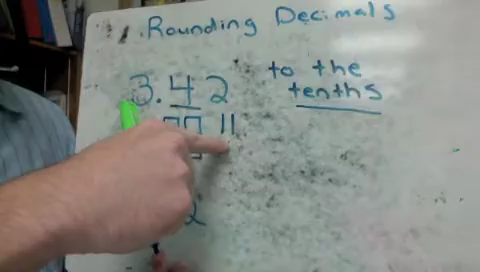 Rounding Decimals
3.42
to the
tenths